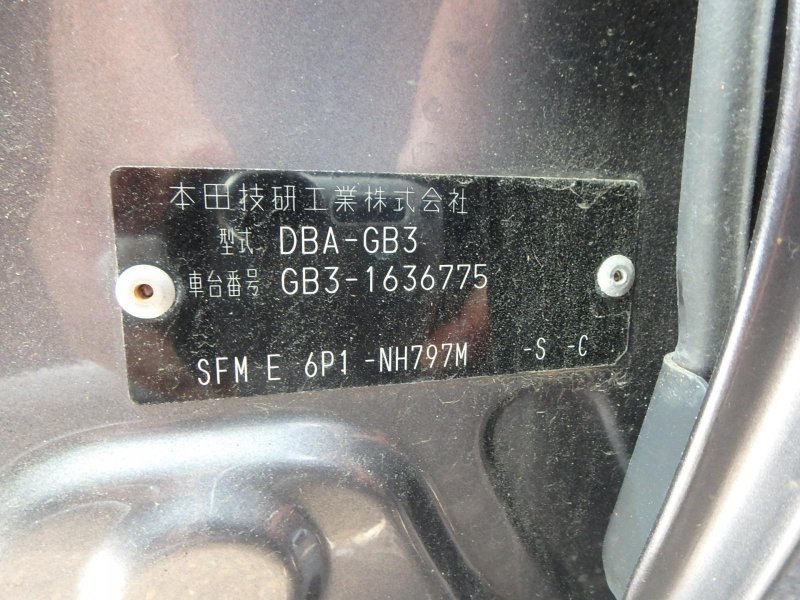 本田技研工業株式会社
型式 DBA-GB3
車台番号 GB3-1636775
SFM E 6P1 -NH797M -S -C